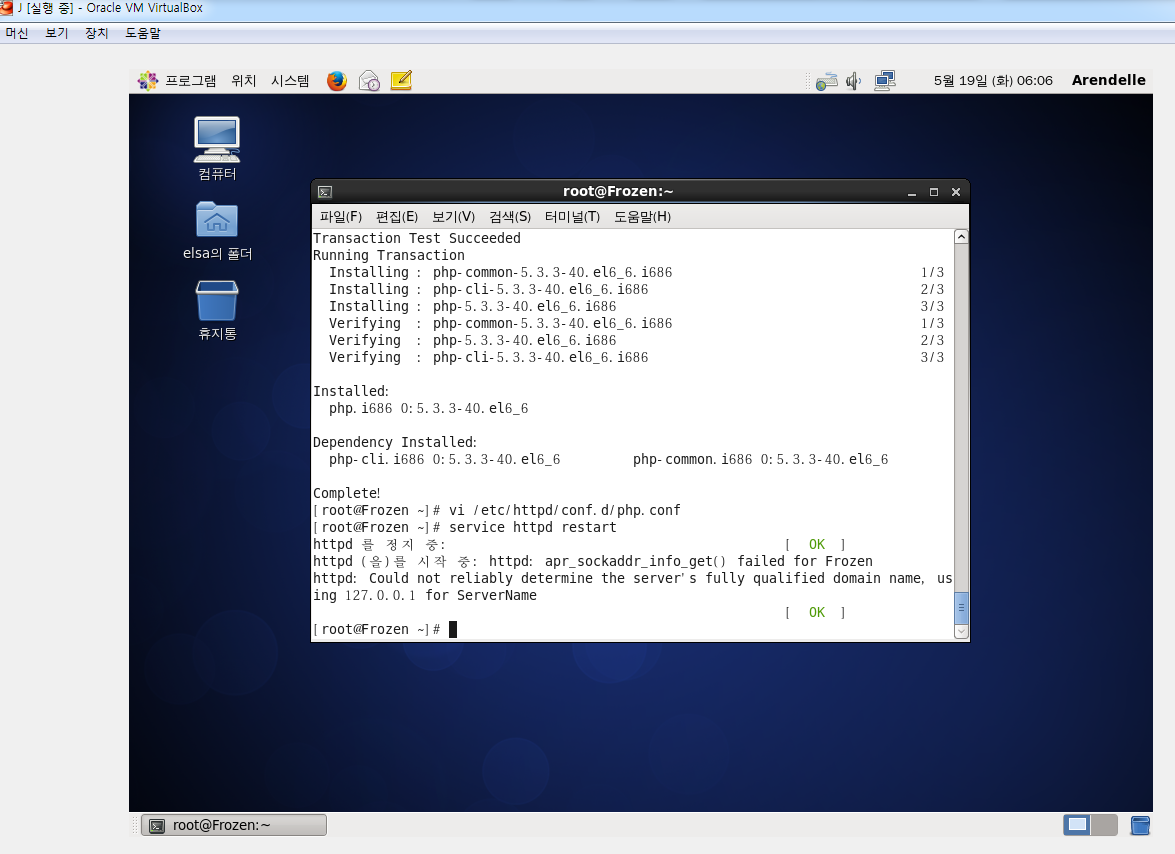 J [실행 중] - Oracle VM VirtualBox
머신 보기 장치 도움말
프로그램 위치 시스템 5월 19일 (화) 06:06 Arendelle
컴퓨터
elsa의 폴더
휴지통
root@Frozen:~
파일(F) 편집(E) 보기(V) 검색(S) 터미널(T) 도움말(H)
Transaction Test Succeeded
Running Transaction
Installing : php-common-5.3.3-40.el6_6.i686 1/3
Installing : php-cli-5.3.3-40.el6_6.i686 2/3
Installing : php-5.3.3-40.el6_6.i686 3/3
Verifying : php-common-5.3.3-40.el6_6.i686 1/3
Verifying : php-5.3.3-40.el6_6.i686 2/3
Verifying : php-cli-5.3.3-40.el6_6.i686 3/3
Installed:
php.i686 0:5.3.3-40.el6_6
Dependency Installed:
php-cli.i686 0:5.3.3-40.el6_6 php-common.i686 0:5.3.3-40.el6_6
Complete!
[root@Frozen ~]# vi /etc/httpd/conf.d/php.conf
[root@Frozen ~]# service httpd restart
httpd 를 정지 중: [ OK ]
httpd (을)를 시작 중: httpd: apr_sockaddr_info_get() failed for Frozen
httpd: Could not reliably determine the server's fully qualified domain name, us
ing 127.0.0.1 for ServerName
[ OK ]
[root@Frozen ~]#
root@Frozen:~